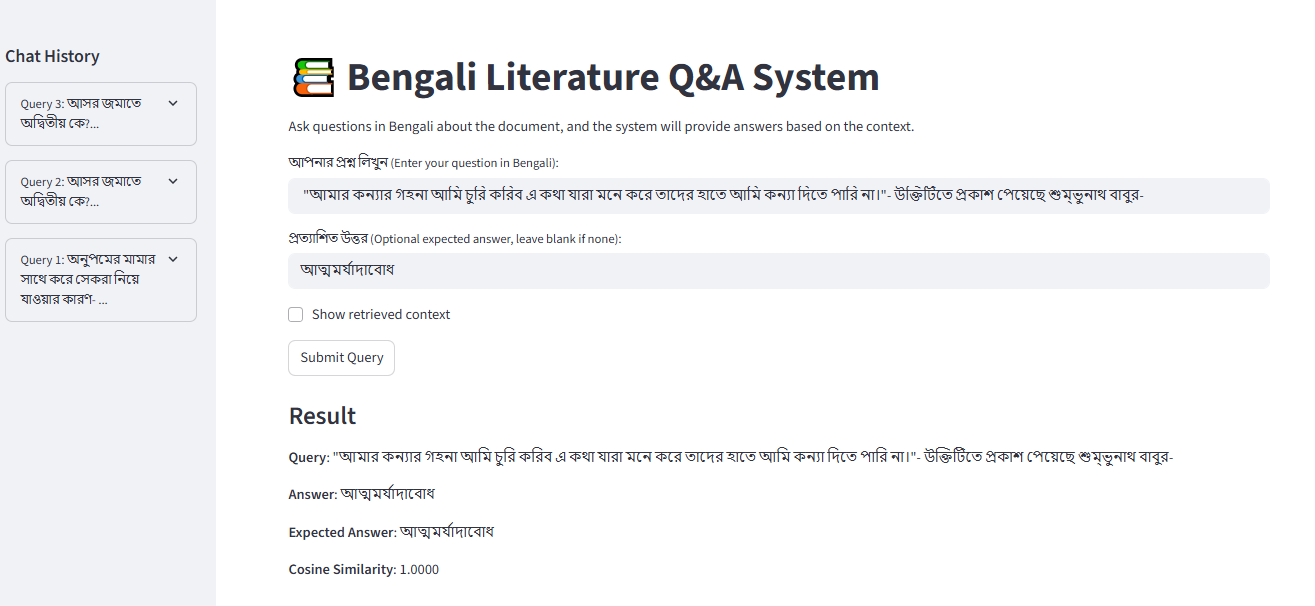 Chat History
Query 3: আসর জমাতে
অদ্বিতীয় কে?...
Query 2: আসর জমাতে
অদ্বিতীয় কে?...
Query 1: অনুপমের মামার
সাথে করে সেকরা নিয়ে
যাওয়ার কারণ- ...
Bengali Literature Q&A System
Ask questions in Bengali about the document, and the system will provide answers based on the context.
আপনার প্রশ্ন লিখুন (Enter your question in Bengali):
"আমার কন্যার গহনা আমি চুরি করিব এ কথা যারা মনে করে তাদের হাতে আমি কন্যা দিতে পারি না।"- উক্তিটিতে প্রকাশ পেয়েছে শুম্ভুনাথ বাবুর-
প্রত্যাশিত উত্তর (Optional expected answer, leave blank if none):
আত্মমর্যাদাবোধ
Show retrieved context
Submit Query
Result
Query: "আমার কন্যার গহনা আমি চুরি করিব এ কথা যারা মনে করে তাদের হাতে আমি কন্যা দিতে পারি না।"- উক্তিটিতে প্রকাশ পেয়েছে শুম্ভুনাথ বাবুর-
Answer: আত্মমর্যাদাবোধ
Expected Answer: আত্মমর্যাদাবোধ
Cosine Similarity: 1.0000